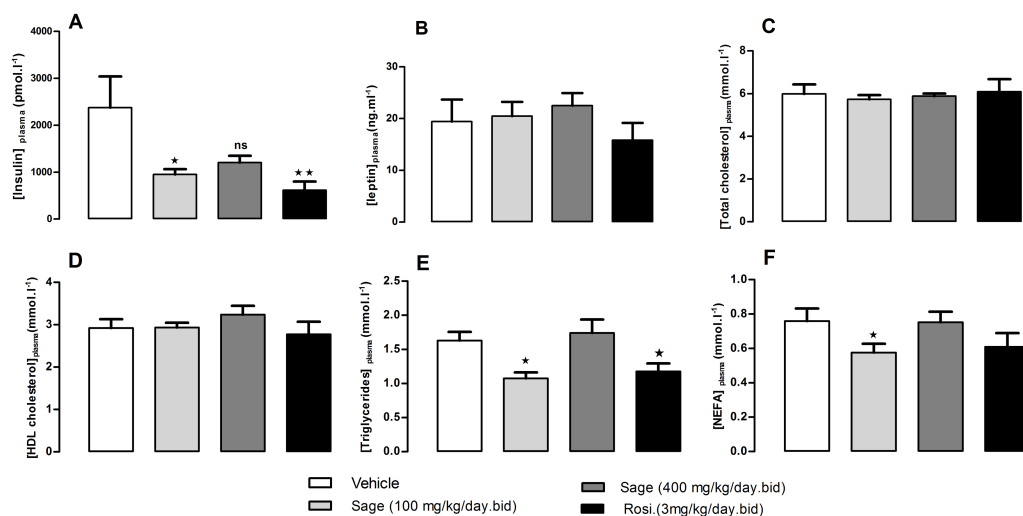 A
[Insulin] plasma (pmol.l-1)
4000
3000
2000
1000
0
★
ns
★★
B
[leptin]plasma(ng.ml-1)
30
20
10
0
C
[Total cholesterol] plasma(mmol.l-1)
8
6
4
2
0
D
[HDL cholesterol]plasma(mmol.l-1)
4
3
2
1
0
E
[Triglycerides] plasma (mmol.l-1)
2.5
2.0
1.5
1.0
0.5
0.0
★
★
F
[NEFA] plasma (mmol.l-1)
1.0
0.8
0.6
0.4
0.2
0.0
★
Vehicle
Sage (100 mg/kg/day.bid)
Sage (400 mg/kg/day.bid)
Rosi.(3mg/kg/day.bid)